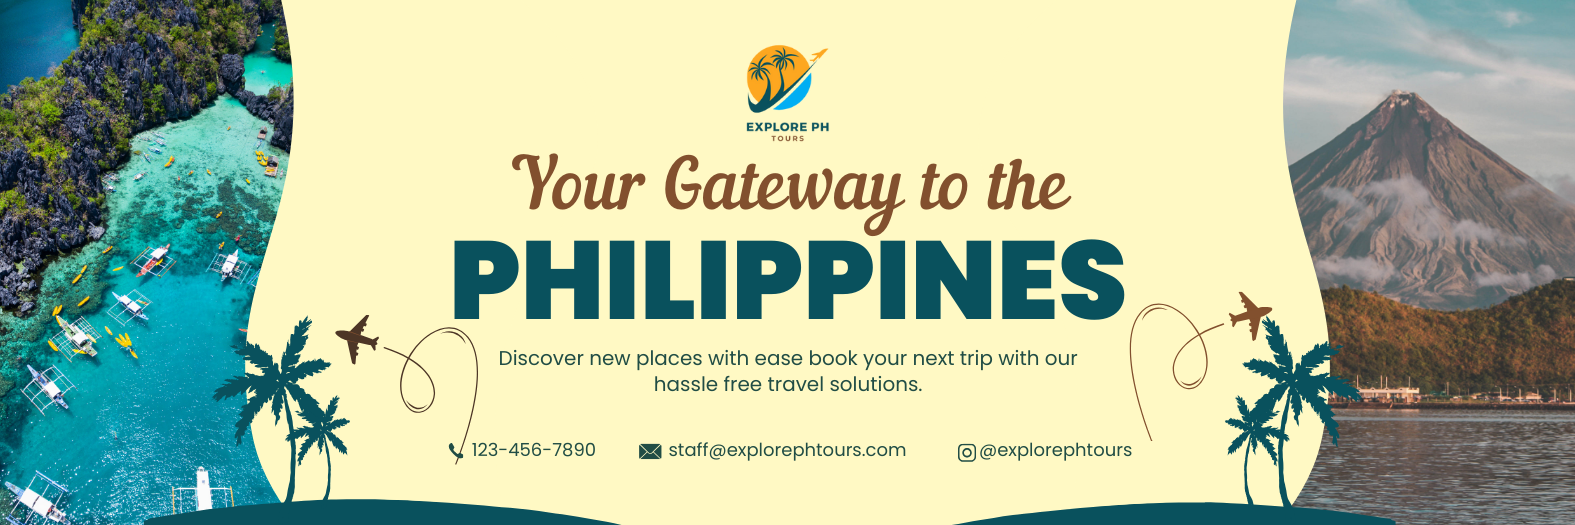 EXPLORE PH
TOURS
Your Gateway to the
PHILIPPINES
Discover new places with ease book your next trip with our
hassle free travel solutions.
123-456-7890 staff@explorephtours.com @explorephtours